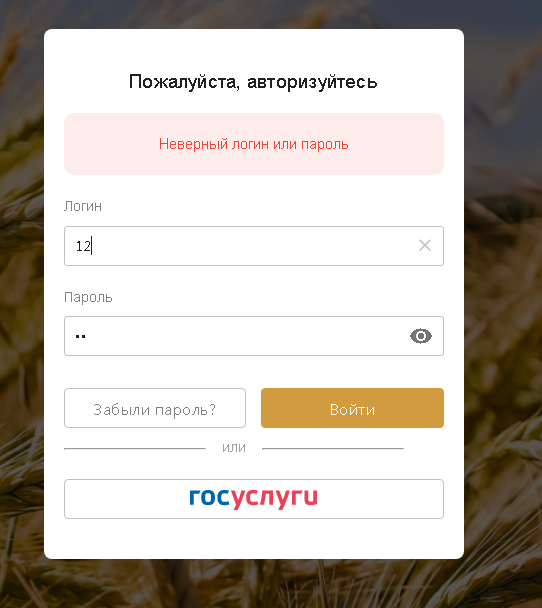 Пожалуйста, авторизуйтесь
Неверный логин или пароль
Логин
12
Пароль
••
Забыли пароль?
Войти
или
госуслуги